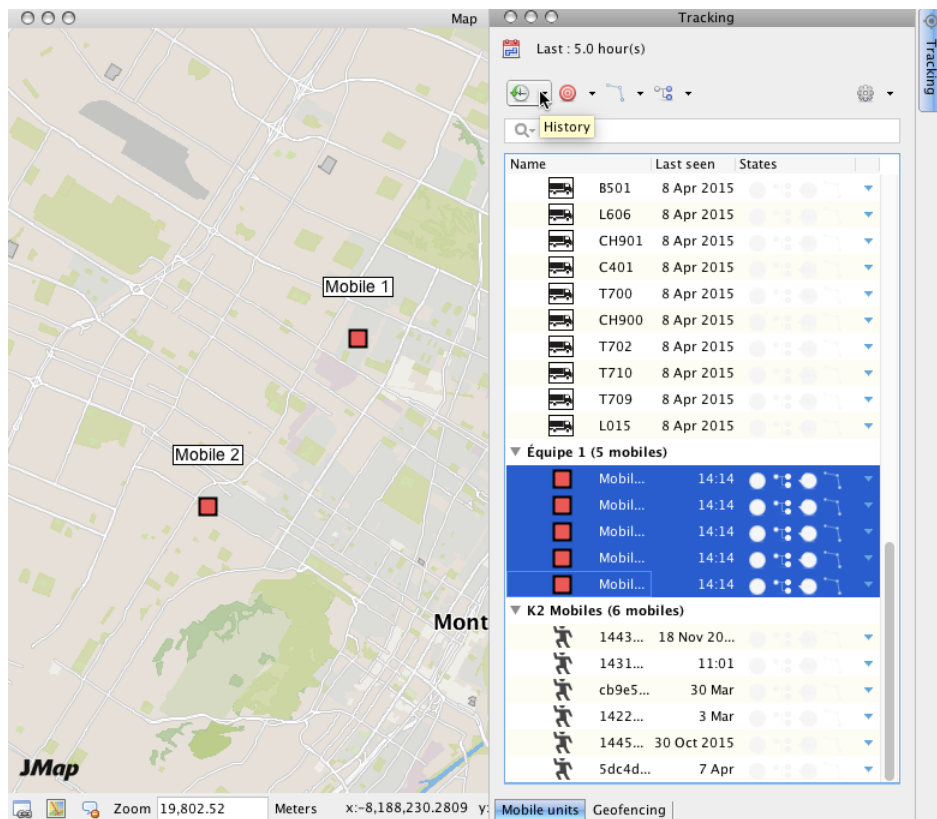 Map
Mobile 1
Mobile 2
Mont
JMap
Zoom 19,802.52 Meters x:-8,188,230.2809 y:
Tracking
Last : 5.0 hour(s)
History
Name Last seen States
B501 8 Apr 2015
L606 8 Apr 2015
CH901 8 Apr 2015
C401 8 Apr 2015
T700 8 Apr 2015
CH900 8 Apr 2015
T702 8 Apr 2015
T710 8 Apr 2015
T709 8 Apr 2015
L015 8 Apr 2015
Équipe 1 (5 mobiles)
Mobil... 14:14
Mobil... 14:14
Mobil... 14:14
Mobil... 14:14
Mobil... 14:14
K2 Mobiles (6 mobiles)
1443... 18 Nov 20...
1431... 11:01
cb9e5... 30 Mar
1422... 3 Mar
1445... 30 Oct 2015
5dc4d... 7 Apr
Mobile units Geofencing
Tracking